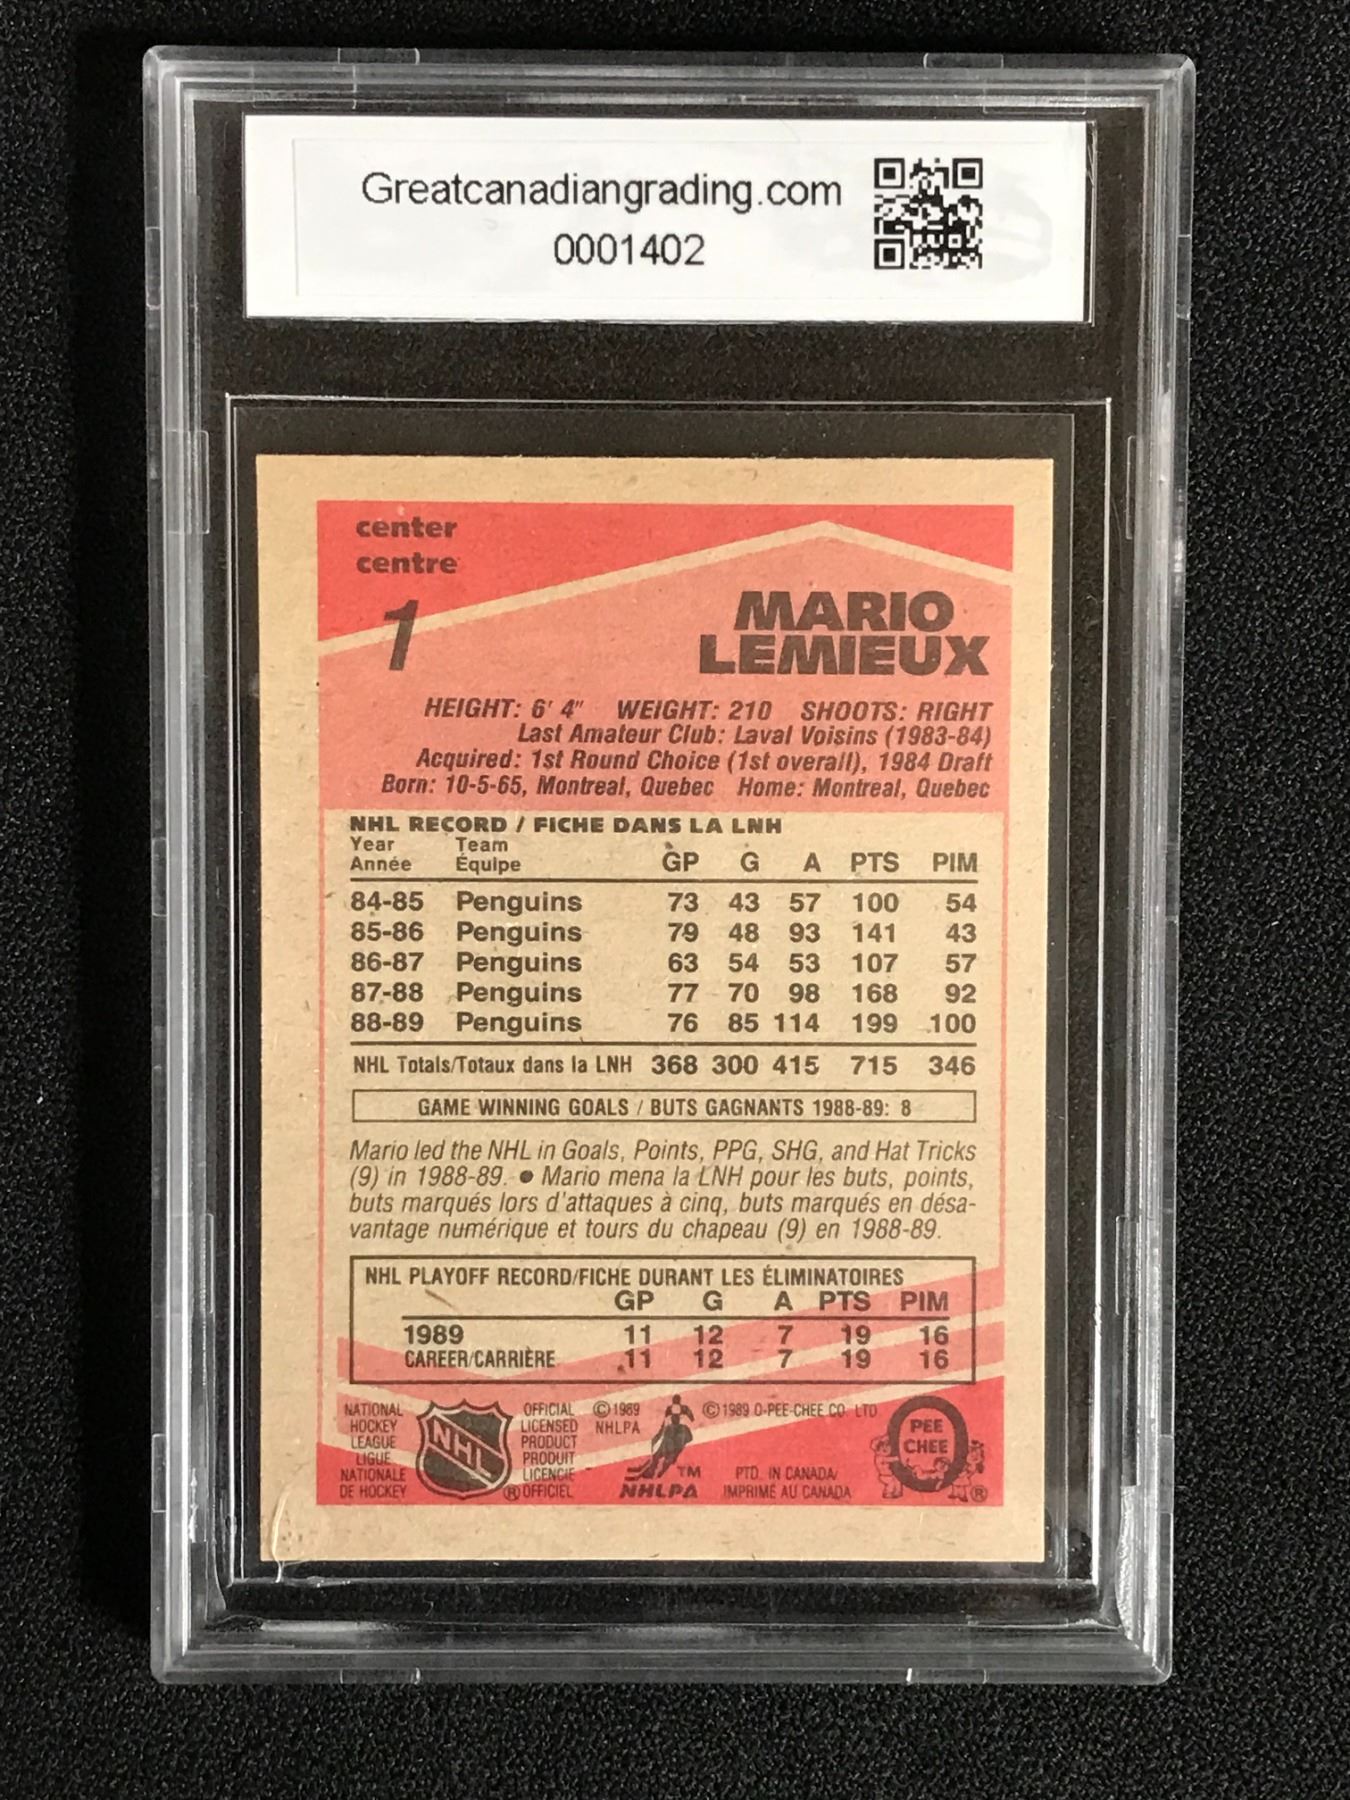 Greatcanadiangrading.com
0001402
center
centre
1
MARIO
LEMIEUX
HEIGHT: 6' 4" WEIGHT: 210 SHOOTS: RIGHT
Last Amateur Club: Laval Voisins (1983-84)
Acquired: 1st Round Choice (1st overall), 1984 Draft
Born: 10-5-65, Montreal, Quebec Home: Montreal, Quebec
NHL RECORD / FICHE DANS LA LNH
Year Team
Année Équipe GP G A PTS PIM
84-85 Penguins 73 43 57 100 54
85-86 Penguins 79 48 93 141 43
86-87 Penguins 63 54 53 107 57
87-88 Penguins 77 70 98 168 92
88-89 Penguins 76 85 114 199 100
NHL Totals/Totaux dans la LNH 368 300 415 715 346
GAME WINNING GOALS / BUTS GAGNANTS 1988-89: 8
Mario led the NHL in Goals, Points, PPG, SHG, and Hat Tricks
(9) in 1988-89. ● Mario mena la LNH pour les buts, points,
buts marqués lors d'attaques à cinq, buts marqués en désa-
vantage numérique et tours du chapeau (9) en 1988-89.
NHL PLAYOFF RECORD/FICHE DURANT LES ÉLIMINATOIRES
GP G A PTS PIM
1989 11 12 7 19 16
CAREER/CARRIÈRE 11 12 7 19 16
NATIONAL
HOCKEY
LEAGUE
LIGUE
NATIONALE
DE HOCKEY
NHL
OFFICIAL
LICENSED
PRODUCT
PRODUIT
LICENCIE
® OFFICIEL
© 1989
NHLPA
TM
NHLPA
© 1989 O-PEE-CHEE CO. LTD
PTD. IN CANADA/
IMPRIMÉ AU CANADA
O
PEE
CHEE
®